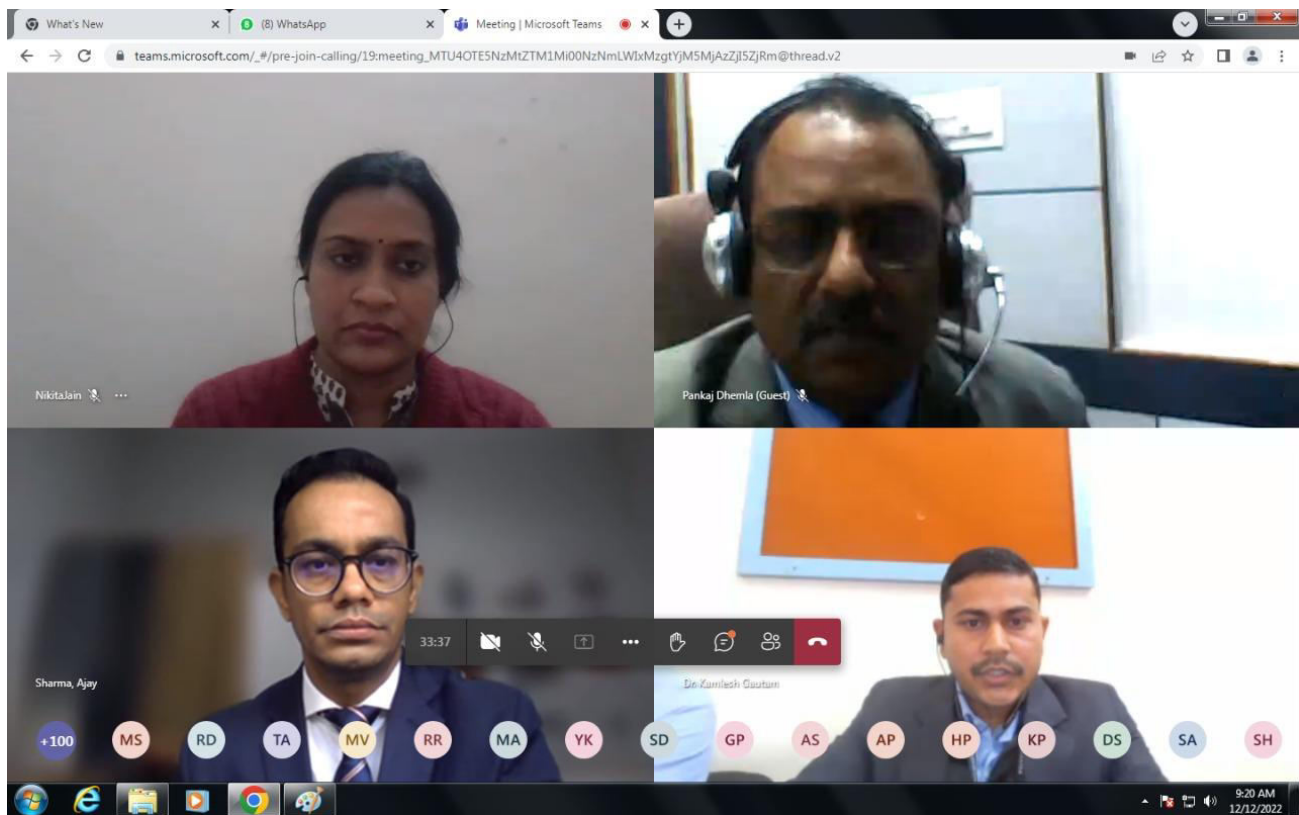 What's New
(8) WhatsApp
Meeting | Microsoft Teams
teams.microsoft.com/_#/pre-join-calling/19:meeting_MTU4OTE5NzMtZTM1Mi00NzNmLWIxMzgtYjM5MjAzZjI5ZjRm@thread.v2
NikitaJain
Pankaj Dhemla (Guest)
33:37
Sharma, Ajay
Dr. Kamlesh Gautam
+100 MS RD TA MV RR MA YK SD GP AS AP HP KP DS SA SH
9:20 AM
12/12/2022